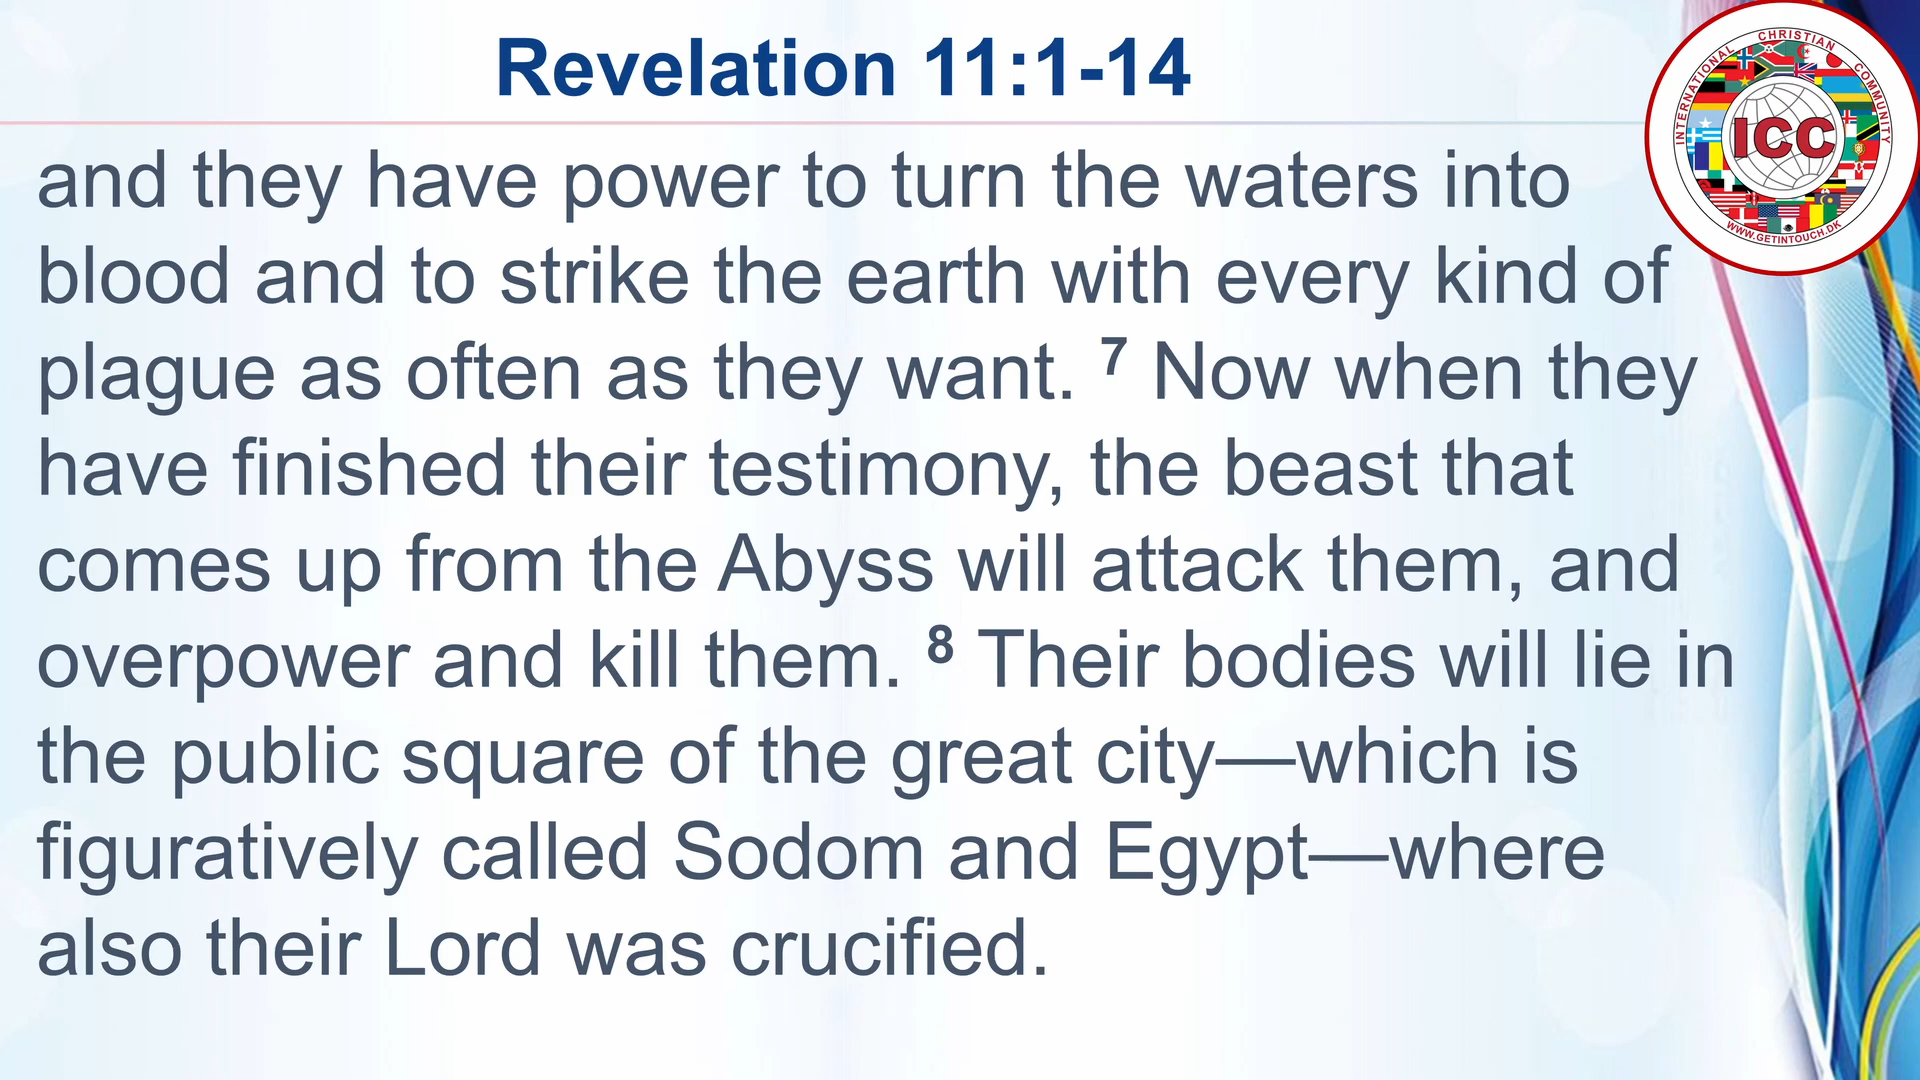 Revelation 11:1-14
INTERNATIONAL CHRISTIAN COMMUNITY
ICC
WWW.GETINTOUCH.DK
and they have power to turn the waters into
blood and to strike the earth with every kind of
plague as often as they want. 7 Now when they
have finished their testimony, the beast that
comes up from the Abyss will attack them, and
overpower and kill them. 8 Their bodies will lie in
the public square of the great city—which is
figuratively called Sodom and Egypt—where
also their Lord was crucified.